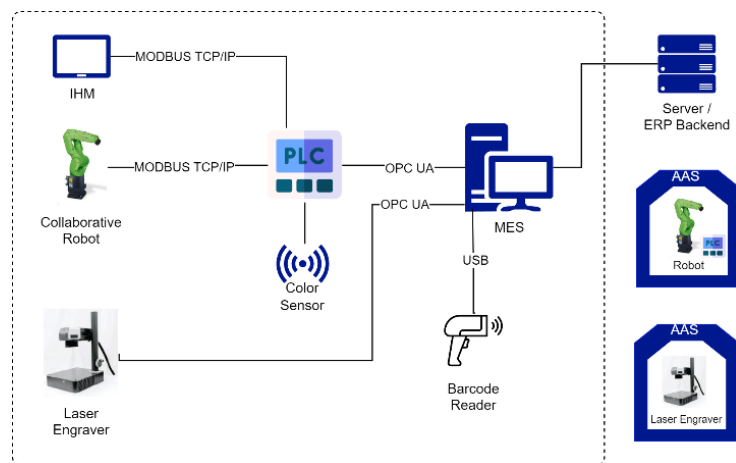 MODBUS TCP/IP
IHM
Server /
ERP Backend
PLC
MODBUS TCP/IP
OPC UA
AAS
OPC UA
Collaborative
Robot
MES
PLC
Robot
USB
Color
Sensor
AAS
Barcode
Reader
Laser
Engraver
Laser Engraver